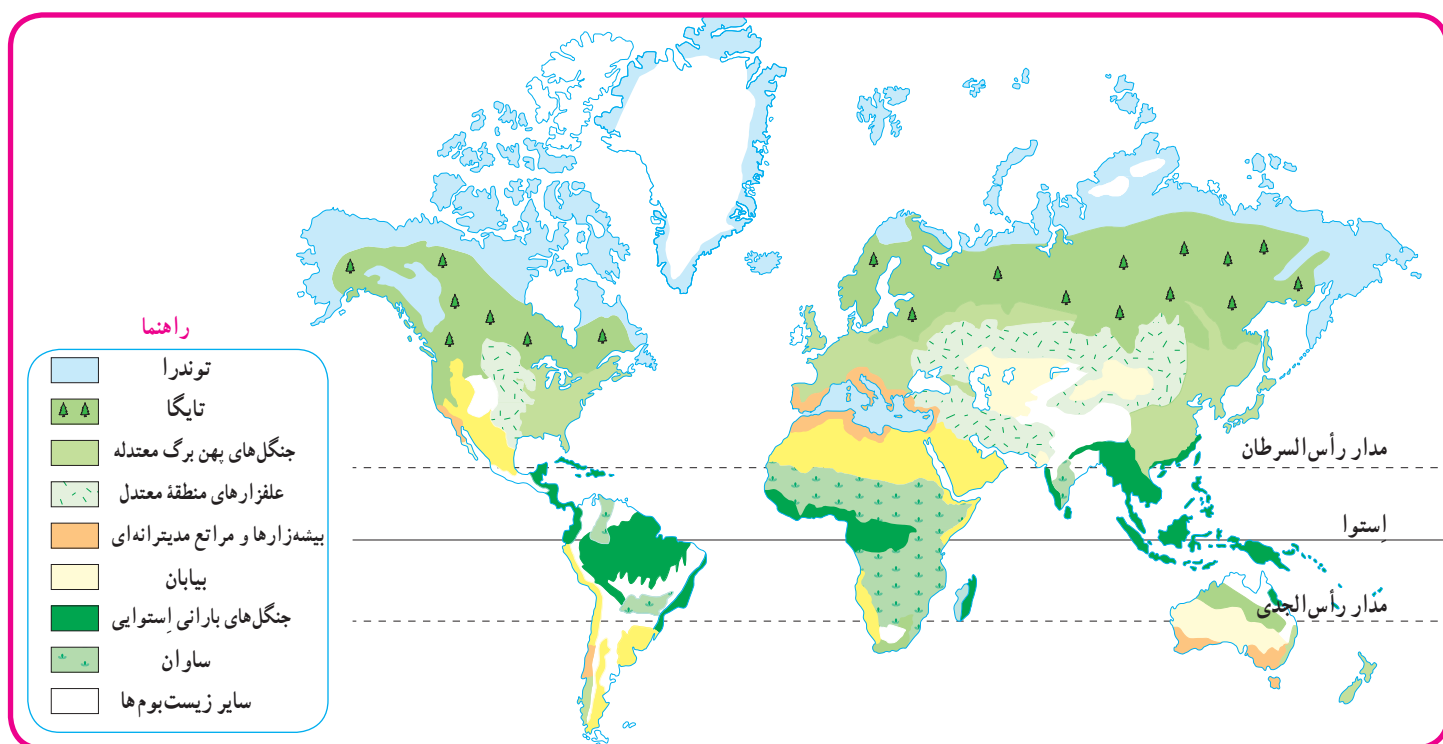 راهنما
توندرا
تایگا
جنگل‌های پهن برگ معتدله
علفزارهای منطقهٔ معتدل
بیشه‌زارها و مراتع مدیترانه‌ای
بیابان
جنگل‌های بارانی اِستوایی
ساوان
سایر زیست‌بوم‌ها
مدار رأس‌السرطان
اِستوا
مدار رأس‌الجدی